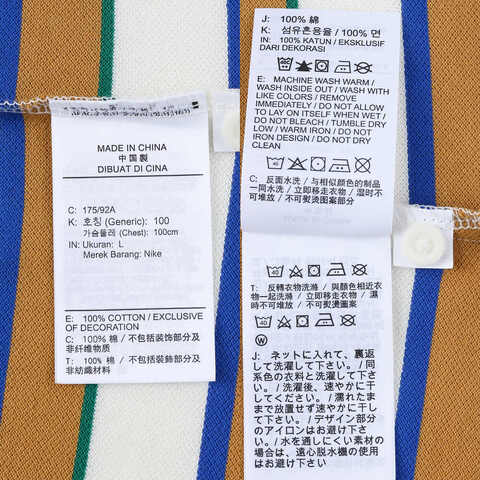 MADE IN CHINA
中国製
DIBUAT DI CINA
C: 175/92A
K: 호칭 (Generic): 100
가슴둘레 (Chest): 100cm
IN: Ukuran: L
Merek Barang: Nike
E: 100% COTTON / EXCLUSIVE
OF DECORATION
C: 100% 棉 / 不包括装饰部分及
非纤维物质
T: 100% 棉 / 不包括裝飾部分及
非紡織材料
J: 100% 綿
K: 섬유혼용율 / 100% 면
IN: 100% KATUN / EKSKLUSIF
DARI DEKORASI
E: MACHINE WASH WARM /
WASH INSIDE OUT / WASH WITH
LIKE COLORS / REMOVE
IMMEDIATELY / DO NOT ALLOW
TO LAY ON ITSELF WHEN WET /
DO NOT BLEACH / TUMBLE DRY
LOW / WARM IRON / DO NOT
IRON DESIGN / DO NOT DRY
CLEAN
C: 反面水洗 / 与相似颜色的制品
一同水洗 / 立即移走衣物 / 湿时不
可堆放 / 不可熨烫图案部分
T: 反轉衣物洗滌 / 與顏色相近衣
物一起洗滌 / 立即移走衣物 / 濕
時不可堆放 / 不可熨燙圖案
J: ネットに入れて、裏返
して洗濯して下さい。/ 同
系色の衣料と洗濯して下
さい。/ 洗濯後、速やかに干
してください。/ 濡れたま
まで放置せず速やかに干し
て下さい。/ デザイン部分
のアイロンはお避け下さ
い。/ 水を通しにくい素材の
場合は、遠心脱水機の使用
はお避け下さい。